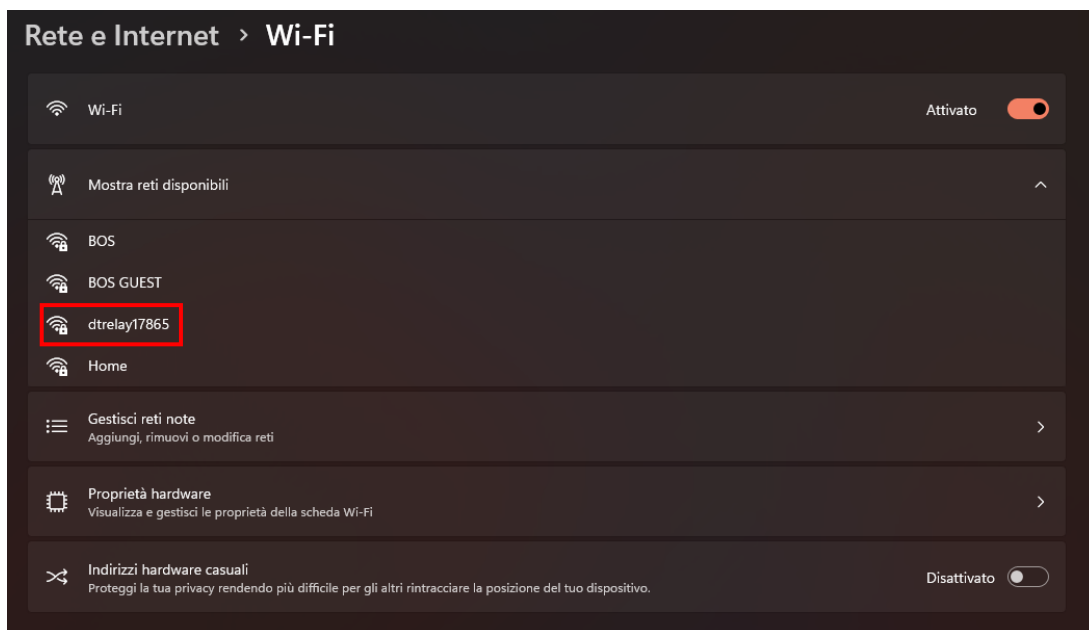 Rete e Internet > Wi-Fi
Wi-Fi
Attivato
Mostra reti disponibili
BOS
BOS GUEST
dtrelay17865
Home
Gestisci reti note
Aggiungi, rimuovi o modifica reti
Proprietà hardware
Visualizza e gestisci le proprietà della scheda Wi-Fi
Indirizzi hardware casuali
Proteggi la tua privacy rendendo più difficile per gli altri rintracciare la posizione del tuo dispositivo.
Disattivato